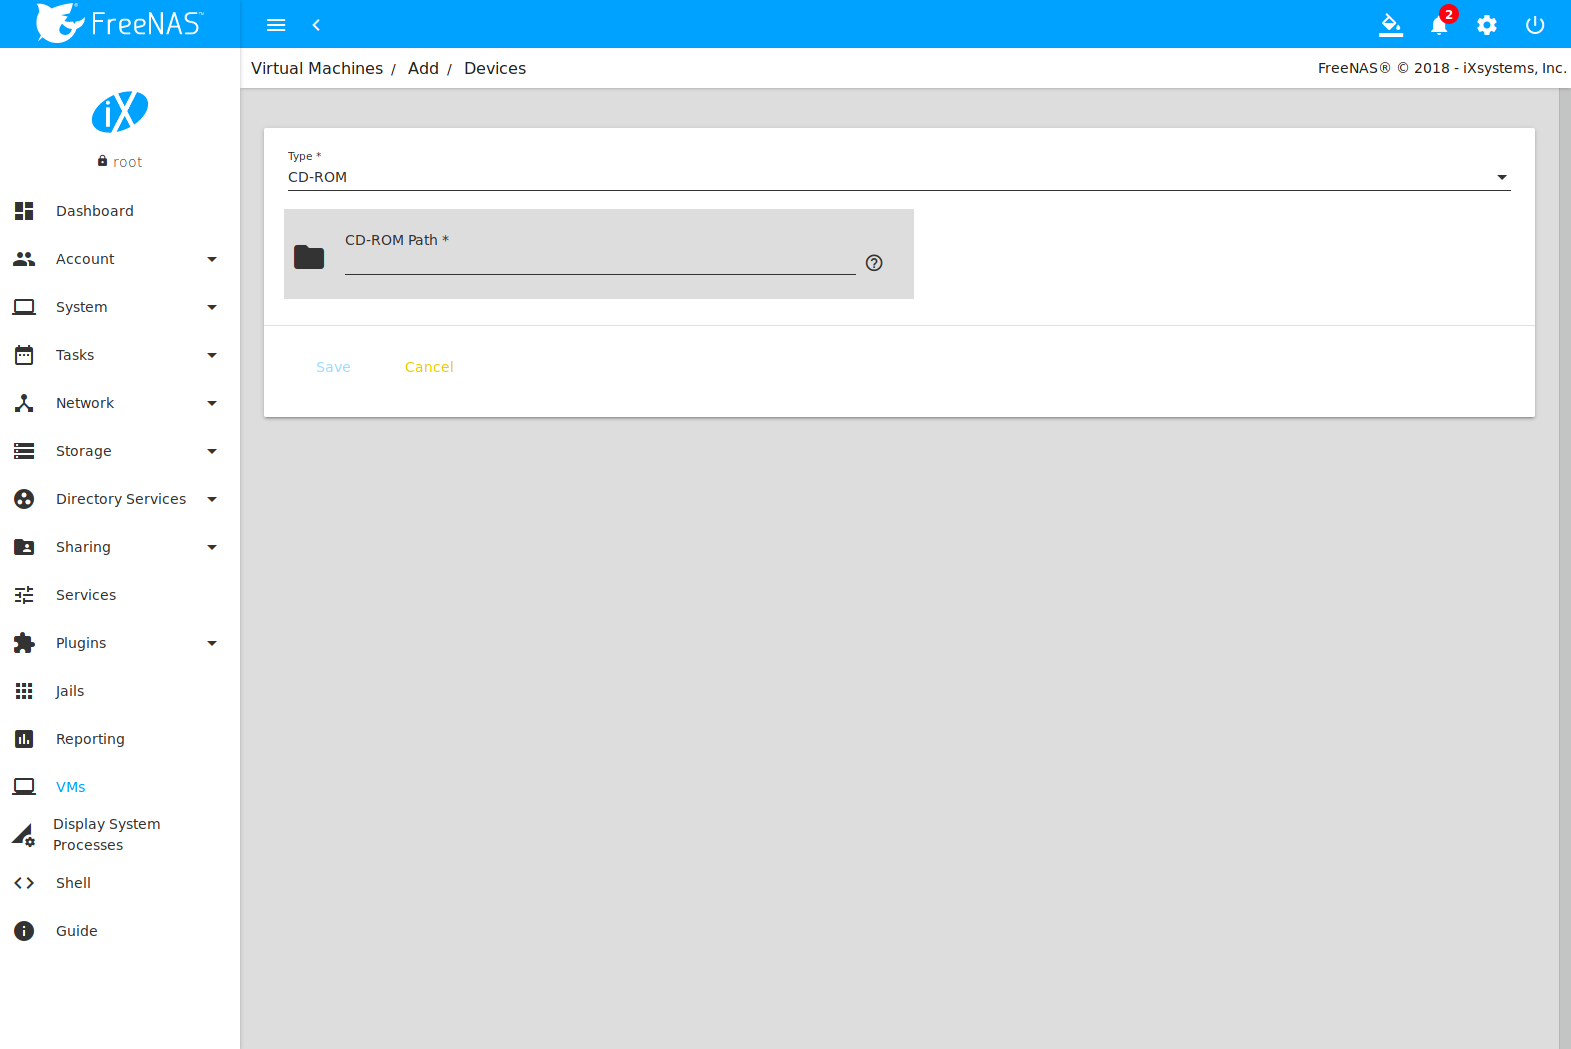 FreeNAS™
2
Virtual Machines / Add / Devices
FreeNAS® © 2018 - iXsystems, Inc.
iX
root
Dashboard
Account
System
Tasks
Network
Storage
Directory Services
Sharing
Services
Plugins
Jails
Reporting
VMs
Display System
Processes
Shell
Guide
Type *
CD-ROM
CD-ROM Path *
Save
Cancel